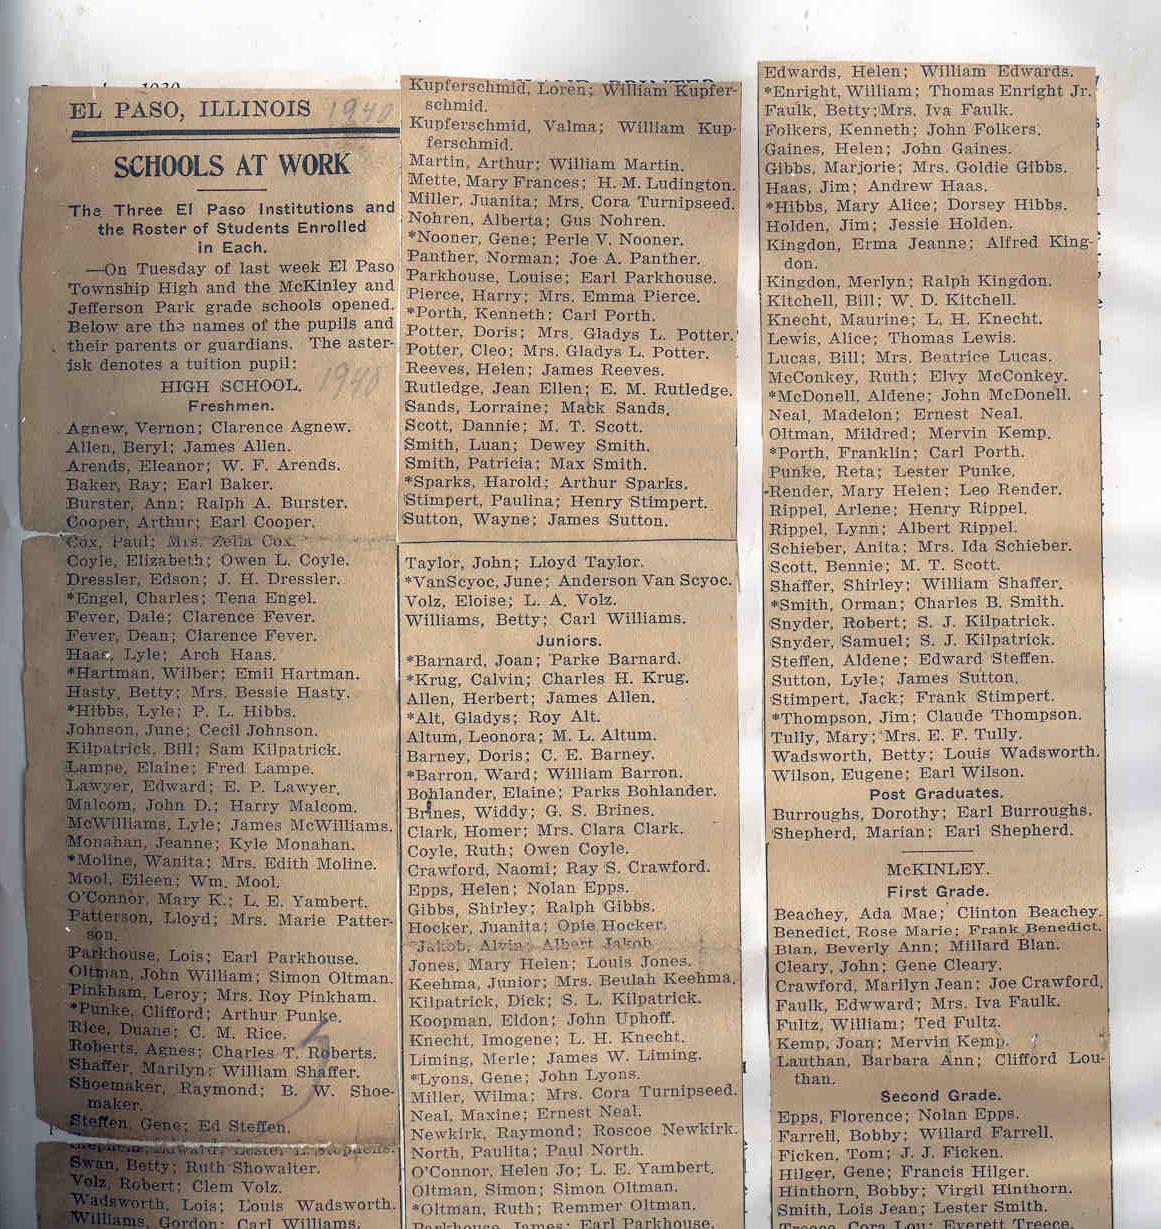 EL PASO, ILLINOIS 1940
SCHOOLS AT WORK
The Three El Paso Institutions and
the Roster of Students Enrolled
in Each.
—On Tuesday of last week El Paso
Township High and the McKinley and
Jefferson Park grade schools opened.
Below are the names of the pupils and
their parents or guardians. The aster-
isk denotes a tuition pupil:
HIGH SCHOOL. 1940
Freshmen.
Agnew, Vernon; Clarence Agnew.
Allen, Beryl; James Allen.
Arends, Eleanor; W. F. Arends.
Baker, Ray; Earl Baker.
Burster, Ann; Ralph A. Burster.
Cooper, Arthur; Earl Cooper.
Cox, Paul; Mrs. Zella Cox.
Coyle, Elizabeth; Owen L. Coyle.
Dressler, Edson; J. H. Dressler.
*Engel, Charles; Tena Engel.
Fever, Dale; Clarence Fever.
Fever, Dean; Clarence Fever.
Haas, Lyle; Arch Haas.
*Hartman, Wilber; Emil Hartman.
Hasty, Betty; Mrs. Bessie Hasty.
*Hibbs, Lyle; P. L. Hibbs.
Johnson, June; Cecil Johnson.
Kilpatrick, Bill; Sam Kilpatrick.
Lampe, Elaine; Fred Lampe.
Lawyer, Edward; E. P. Lawyer.
Malcom, John D.; Harry Malcom.
McWilliams, Lyle; James McWilliams.
Monahan, Jeanne; Kyle Monahan.
*Moline, Wanita; Mrs. Edith Moline.
Mool, Eileen; Wm. Mool.
O'Connor, Mary K.; L. E. Yambert.
Patterson, Lloyd; Mrs. Marie Patter-
son.
Parkhouse, Lois; Earl Parkhouse.
Oltman, John William; Simon Oltman.
Pinkham, Leroy; Mrs. Roy Pinkham.
*Punke, Clifford; Arthur Punke.
Rice, Duane; C. M. Rice.
Roberts, Agnes; Charles T. Roberts.
Shaffer, Marilyn; William Shaffer.
Shoemaker, Raymond; B. W. Shoe-
maker.
Steffen, Gene; Ed Steffen.
Stephens, Edward; Lester L. Stephens.
Swan, Betty; Ruth Showalter.
Volz, Robert; Clem Volz.
Wadsworth, Lois; Louis Wadsworth.
Williams, Gordon; Carl Williams.
Kupferschmid, Loren; William Kupfer-
schmid.
Kupferschmid, Valma; William Kup-
ferschmid.
Martin, Arthur; William Martin.
Mette, Mary Frances; H. M. Ludington.
Miller, Juanita; Mrs. Cora Turnipseed.
Nohren, Alberta; Gus Nohren.
*Nooner, Gene; Perle V. Nooner.
Panther, Norman; Joe A. Panther.
Parkhouse, Louise; Earl Parkhouse.
Pierce, Harry; Mrs. Emma Pierce.
*Porth, Kenneth; Carl Porth.
Potter, Doris; Mrs. Gladys L. Potter.
Potter, Cleo; Mrs. Gladys L. Potter.
Reeves, Helen; James Reeves.
Rutledge, Jean Ellen; E. M. Rutledge.
Sands, Lorraine; Mack Sands.
Scott, Dannie; M. T. Scott.
Smith, Luan; Dewey Smith.
Smith, Patricia; Max Smith.
*Sparks, Harold; Arthur Sparks.
Stimpert, Paulina; Henry Stimpert.
Sutton, Wayne; James Sutton.
Taylor, John; Lloyd Taylor.
*VanScyoc, June; Anderson Van Scyoc.
Volz, Eloise; L. A. Volz.
Williams, Betty; Carl Williams.
Juniors.
*Barnard, Joan; Parke Barnard.
*Krug, Calvin; Charles H. Krug.
Allen, Herbert; James Allen.
*Alt, Gladys; Roy Alt.
Altum, Leonora; M. L. Altum.
Barney, Doris; C. E. Barney.
*Barron, Ward; William Barron.
Bohlander, Elaine; Parks Bohlander.
Brines, Widdy; G. S. Brines.
Clark, Homer; Mrs. Clara Clark.
Coyle, Ruth; Owen Coyle.
Crawford, Naomi; Ray S. Crawford.
Epps, Helen; Nolan Epps.
Gibbs, Shirley; Ralph Gibbs.
Hocker, Juanita; Opie Hocker.
*Jakob, Alvin; Albert Jakob.
Jones, Mary Helen; Louis Jones.
Keehma, Junior; Mrs. Beulah Keehma.
Kilpatrick, Dick; S. L. Kilpatrick.
Koopman, Eldon; John Uphoff.
Knecht, Imogene; L. H. Knecht.
Liming, Merle; James W. Liming.
*Lyons, Gene; John Lyons.
Miller, Wilma; Mrs. Cora Turnipseed.
Neal, Maxine; Ernest Neal.
Newkirk, Raymond; Roscoe Newkirk.
North, Paulita; Paul North.
O'Connor, Helen Jo; L. E. Yambert.
Oltman, Simon; Simon Oltman.
*Oltman, Ruth; Remmer Oltman.
Parkhouse, James; Earl Parkhouse.
Edwards, Helen; William Edwards.
*Enright, William; Thomas Enright Jr.
Faulk, Betty;Mrs. Iva Faulk.
Folkers, Kenneth; John Folkers.
Gaines, Helen; John Gaines.
Gibbs, Marjorie; Mrs. Goldie Gibbs.
Haas, Jim; Andrew Haas.
*Hibbs, Mary Alice; Dorsey Hibbs.
Holden, Jim; Jessie Holden.
Kingdon, Erma Jeanne; Alfred King-
don.
Kingdon, Merlyn; Ralph Kingdon.
Kitchell, Bill; W. D. Kitchell.
Knecht, Maurine; L. H. Knecht.
Lewis, Alice; Thomas Lewis.
Lucas, Bill; Mrs. Beatrice Lucas.
McConkey, Ruth; Elvy McConkey.
*McDonell, Aldene; John McDonell.
Neal, Madelon; Ernest Neal.
Oltman, Mildred; Mervin Kemp.
*Porth, Franklin; Carl Porth.
Punke, Reta; Lester Punke.
Render, Mary Helen; Leo Render.
Rippel, Arlene; Henry Rippel.
Rippel, Lynn; Albert Rippel.
Schieber, Anita; Mrs. Ida Schieber.
Scott, Bennie; M. T. Scott.
Shaffer, Shirley; William Shaffer.
*Smith, Orman; Charles B. Smith.
Snyder, Robert; S. J. Kilpatrick.
Snyder, Samuel; S. J. Kilpatrick.
Steffen, Aldene; Edward Steffen.
Sutton, Lyle; James Sutton.
Stimpert, Jack; Frank Stimpert.
*Thompson, Jim; Claude Thompson.
Tully, Mary; Mrs. E. F. Tully.
Wadsworth, Betty; Louis Wadsworth.
Wilson, Eugene; Earl Wilson.
Post Graduates.
Burroughs, Dorothy; Earl Burroughs.
Shepherd, Marian; Earl Shepherd.
McKINLEY.
First Grade.
Beachey, Ada Mae; Clinton Beachey.
Benedict, Rose Marie; Frank Benedict.
Blan, Beverly Ann; Millard Blan.
Cleary, John; Gene Cleary.
Crawford, Marilyn Jean; Joe Crawford.
Faulk, Edwward; Mrs. Iva Faulk.
Fultz, William; Ted Fultz.
Kemp, Joan; Mervin Kemp.
Lauthan, Barbara Ann; Clifford Lou-
than.
Second Grade.
Epps, Florence; Nolan Epps.
Farrell, Bobby; Willard Farrell.
Ficken, Tom; J. J. Ficken.
Hilger, Gene; Francis Hilger.
Hinthorn, Bobby; Virgil Hinthorn.
Smith, Lois Jean; Lester Smith.
Treece, Cora Lou; Everett Treece.